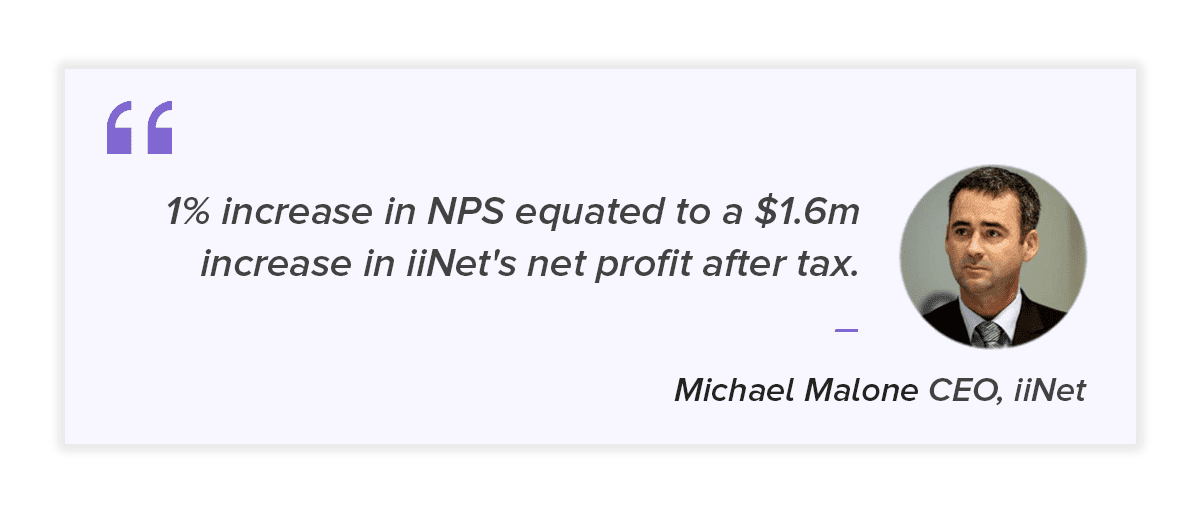 1% increase in NPS equated to a $1.6m
increase in iiNet's net profit after tax.
Michael Malone CEO, iiNet